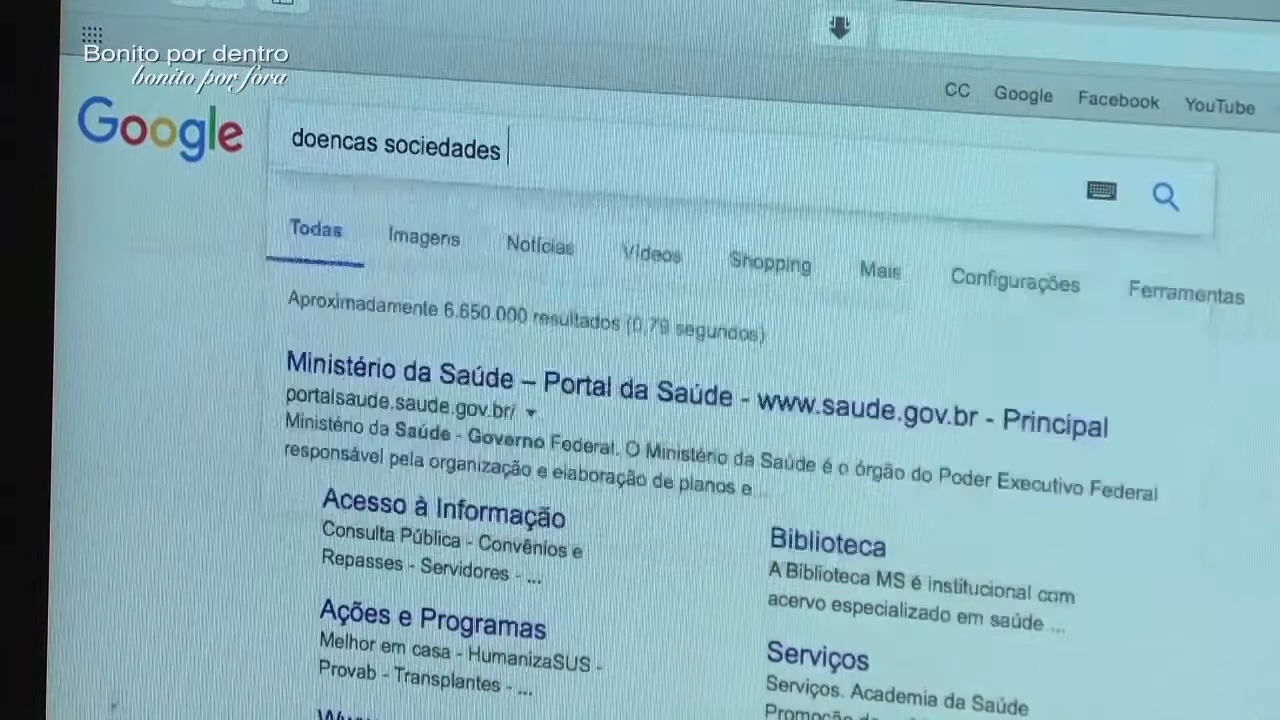 Bonito por dentro
bonito por fora
CC Google Facebook YouTube
Google
doencas sociedades
Todas Imagens Notícias Vídeos Shopping Mais Configurações Ferramentas
Aproximadamente 6.650.000 resultados (0,79 segundos)
Ministério da Saúde – Portal da Saúde - www.saude.gov.br - Principal
portalsaude.saude.gov.br/
Ministério da Saúde - Governo Federal. O Ministério da Saúde é o órgão do Poder Executivo Federal
responsável pela organização e elaboração de planos e ...
Acesso à Informação
Consulta Pública - Convênios e
Repasses - Servidores - ...
Biblioteca
A Biblioteca MS é institucional com
acervo especializado em saúde ...
Ações e Programas
Melhor em casa - HumanizaSUS -
Provab - Transplantes - ...
Serviços
Serviços. Academia da Saúde